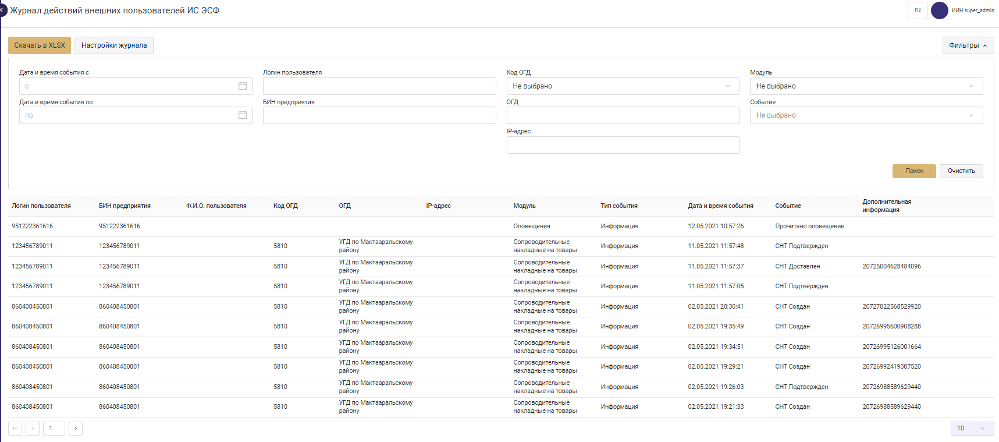 Журнал действий внешних пользователей ИС ЭСФ
ru
ИИН super_admin
Скачать в XLSX
Настройки журнала
Фильтры
Дата и время события с
Логин пользователя
Код ОГД
Модуль
с
Не выбрано
Не выбрано
Дата и время события по
БИН предприятия
ОГД
Событие
по
Не выбрано
IP-адрес
Поиск
Очистить
Логин пользователя БИН предприятия Ф.И.О. пользователя Код ОГД ОГД IP-адрес Модуль Тип события Дата и время события Событие Дополнительная
информация
951222361616 951222361616 Оповещения Информация 12.05.2021 10:57:26 Прочитано оповещение
123456789011 123456789011 5810 УГД по Мактааральскому Сопроводительные Информация 11.05.2021 11:57:48 СНТ Подтвержден
району накладные на товары
123456789011 123456789011 5810 УГД по Мактааральскому Сопроводительные Информация 11.05.2021 11:57:37 СНТ Доставлен 20725004628484096
району накладные на товары
123456789011 123456789011 5810 УГД по Мактааральскому Сопроводительные Информация 11.05.2021 11:57:05 СНТ Подтвержден
району накладные на товары
860408450801 860408450801 5810 УГД по Мактааральскому Сопроводительные Информация 02.05.2021 20:30:41 СНТ Создан 20727022568529920
району накладные на товары
860408450801 860408450801 5810 УГД по Мактааральскому Сопроводительные Информация 02.05.2021 19:35:49 СНТ Создан 20726995600908288
району накладные на товары
860408450801 860408450801 5810 УГД по Мактааральскому Сопроводительные Информация 02.05.2021 19:34:51 СНТ Создан 20726995126001664
району накладные на товары
860408450801 860408450801 5810 УГД по Мактааральскому Сопроводительные Информация 02.05.2021 19:29:21 СНТ Создан 20726992419307520
району накладные на товары
860408450801 860408450801 5810 УГД по Мактааральскому Сопроводительные Информация 02.05.2021 19:26:03 СНТ Подтвержден 20726988589629440
району накладные на товары
860408450801 860408450801 5810 УГД по Мактааральскому Сопроводительные Информация 02.05.2021 19:21:33 СНТ Создан 20726988589629440
району накладные на товары
1
10